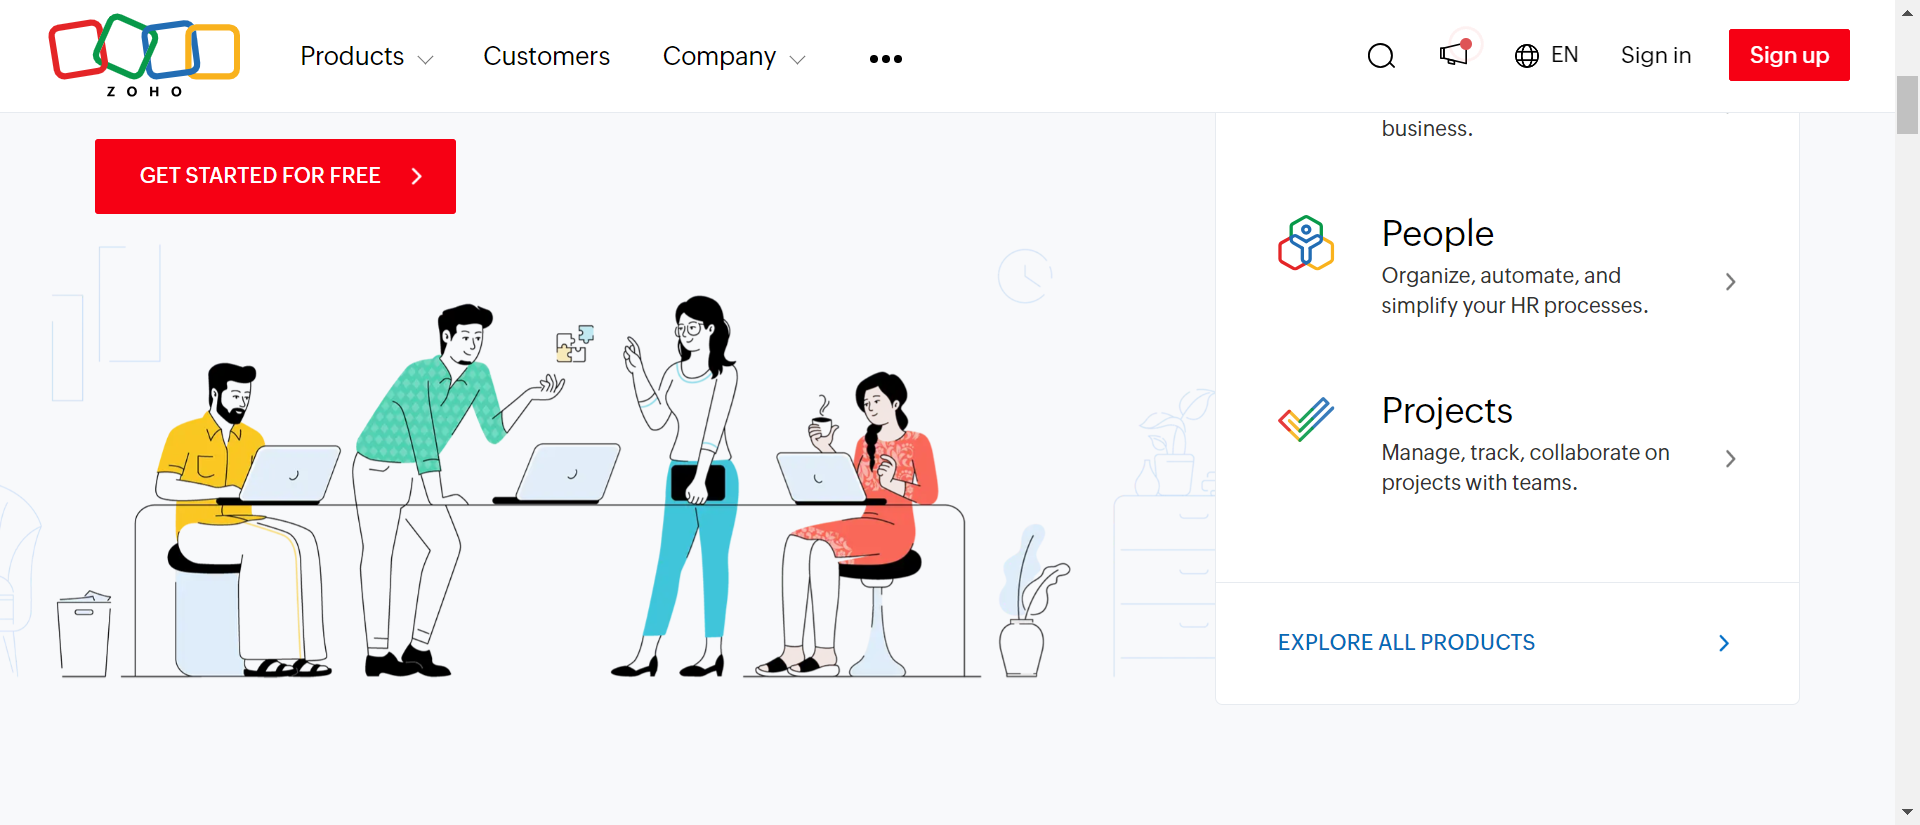 ZOHO
Products
Customers
Company
EN
Sign in
Sign up
GET STARTED FOR FREE
business.
People
Organize, automate, and
simplify your HR processes.
Projects
Manage, track, collaborate on
projects with teams.
EXPLORE ALL PRODUCTS